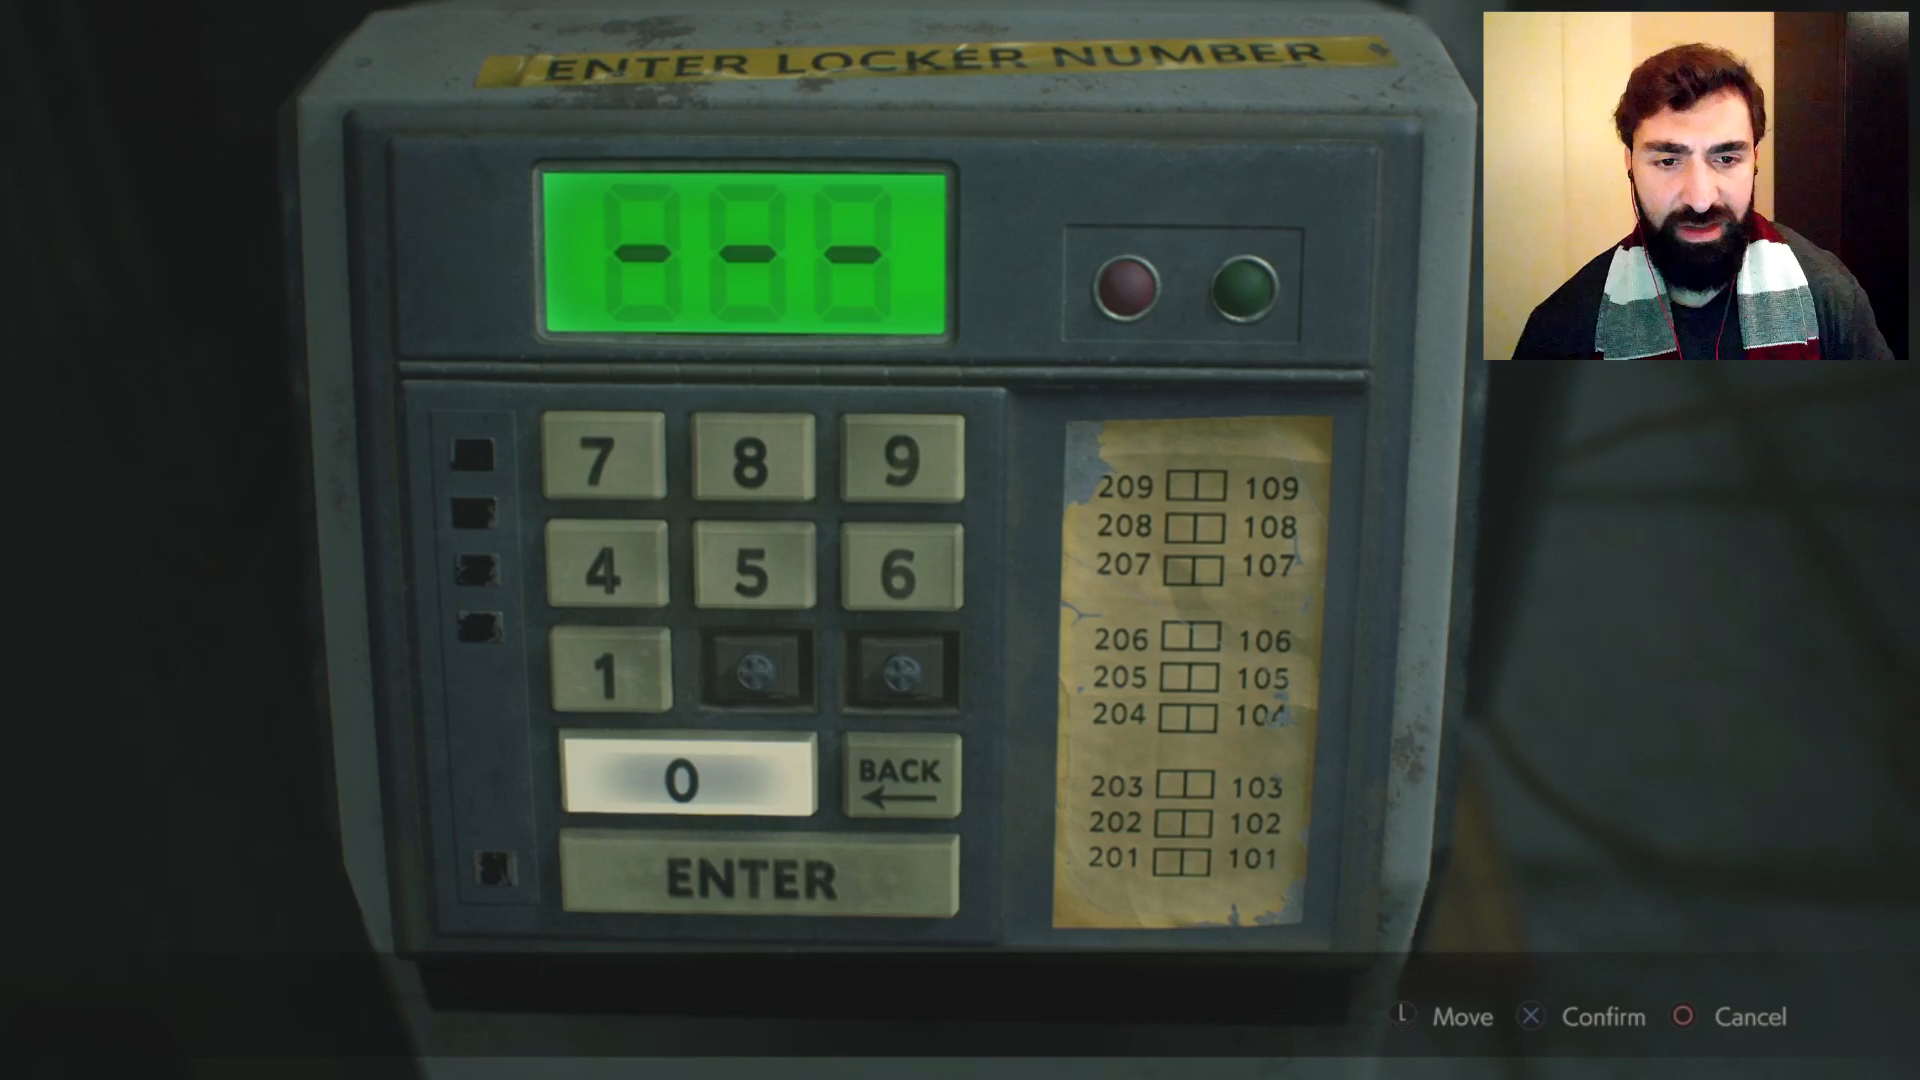 ENTER LOCKER NUMBER
- - -
7 8 9
4 5 6
1
0 BACK
ENTER
209 109
208 108
207 107
206 106
205 105
204 104
203 103
202 102
201 101
L Move Confirm Cancel